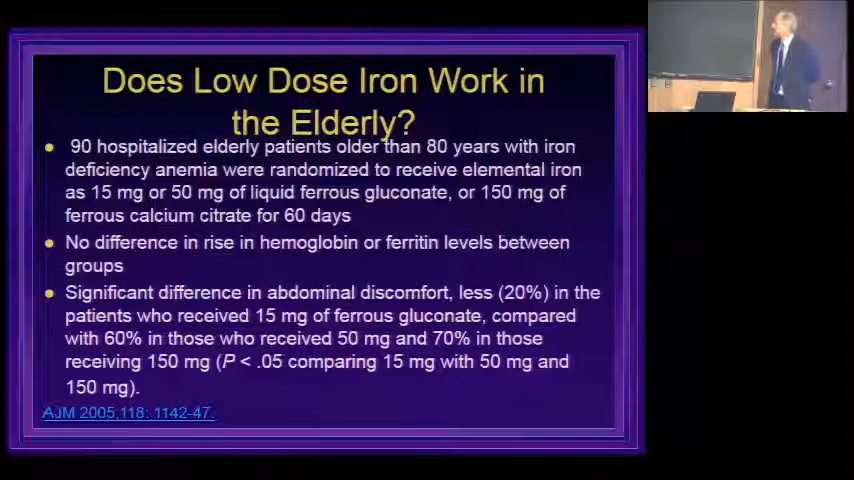 Does Low Dose Iron Work in
the Elderly?
90 hospitalized elderly patients older than 80 years with iron
deficiency anemia were randomized to receive elemental iron
as 15 mg or 50 mg of liquid ferrous gluconate, or 150 mg of
ferrous calcium citrate for 60 days
No difference in rise in hemoglobin or ferritin levels between
groups
Significant difference in abdominal discomfort, less (20%) in the
patients who received 15 mg of ferrous gluconate, compared
with 60% in those who received 50 mg and 70% in those
receiving 150 mg (P < .05 comparing 15 mg with 50 mg and
150 mg).
AJM 2005;118: 1142-47.